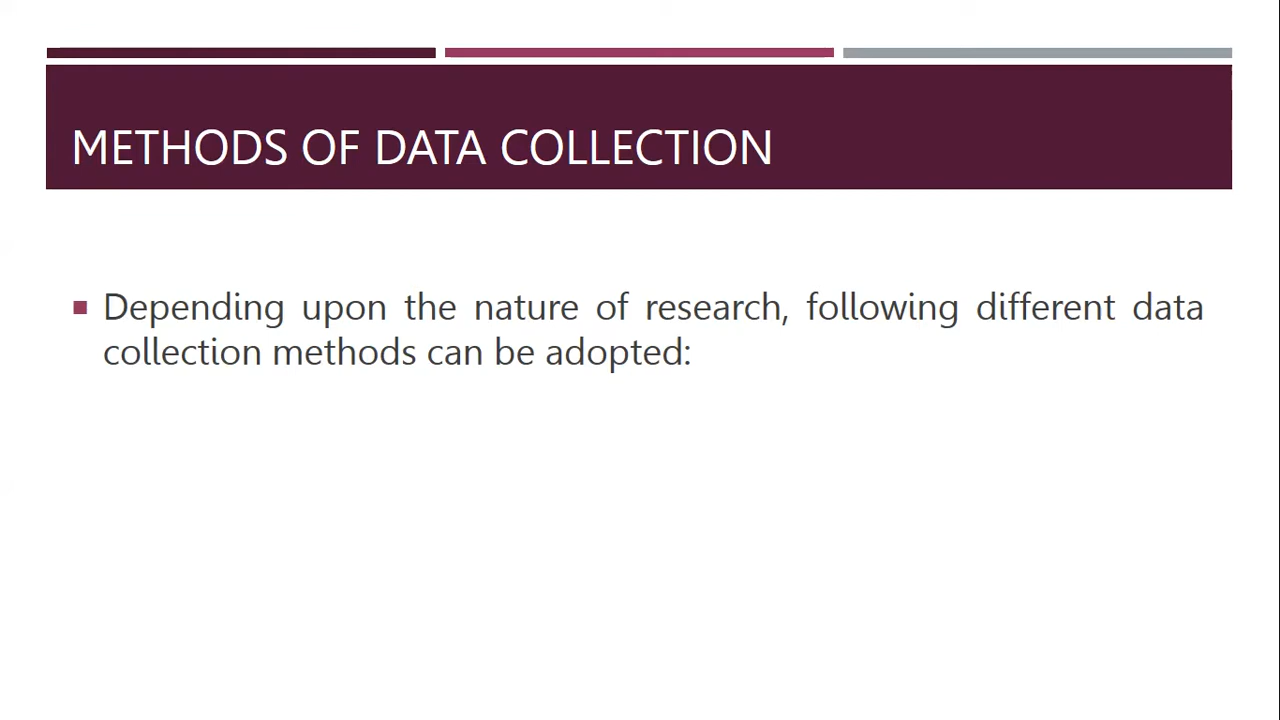 METHODS OF DATA COLLECTION
Depending upon the nature of research, following different data
collection methods can be adopted: